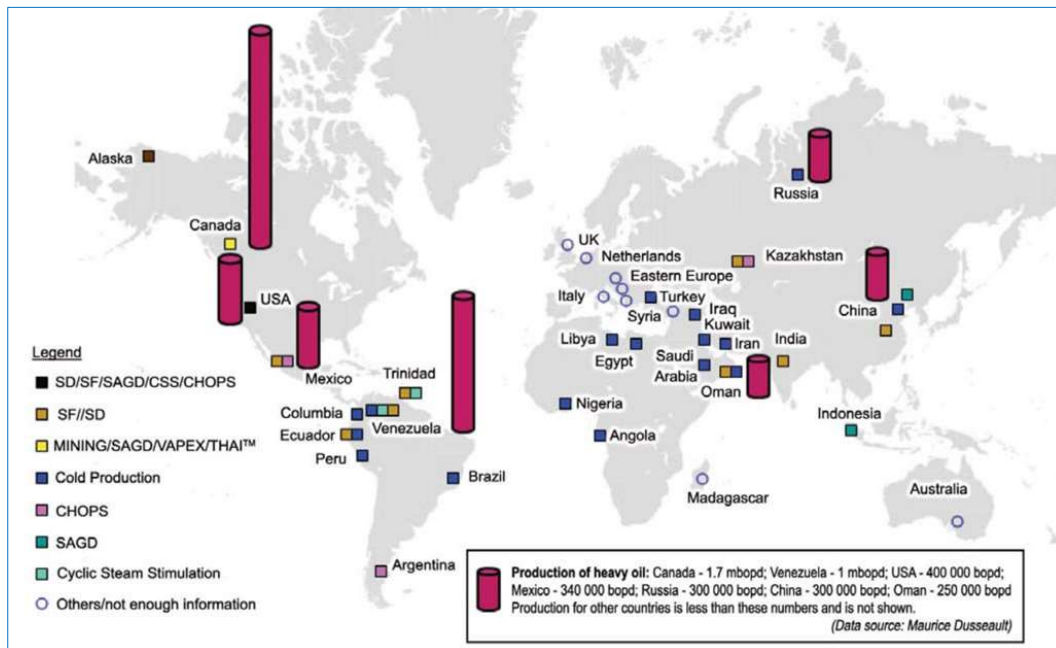 Alaska
Canada
USA
Mexico
Trinidad
Columbia
Venezuela
Ecuador
Peru
Brazil
Argentina
Russia
UK
Netherlands
Eastern Europe
Kazakhstan
Italy
Turkey
Syria
Iraq
Kuwait
Libya
Egypt
Iran
Saudi
Arabia
Oman
India
China
Nigeria
Angola
Indonesia
Madagascar
Australia
Legend
SD/SF/SAGD/CSS/CHOPS
SF//SD
MINING/SAGD/VAPEX/THAI™
Cold Production
CHOPS
SAGD
Cyclic Steam Stimulation
Others/not enough information
Production of heavy oil: Canada - 1.7 mbopd; Venezuela - 1 mbopd; USA - 400 000 bopd;
Mexico - 340 000 bopd; Russia - 300 000 bopd; China - 300 000 bopd; Oman - 250 000 bopd
Production for other countries is less than these numbers and is not shown.
(Data source: Maurice Dusseault)